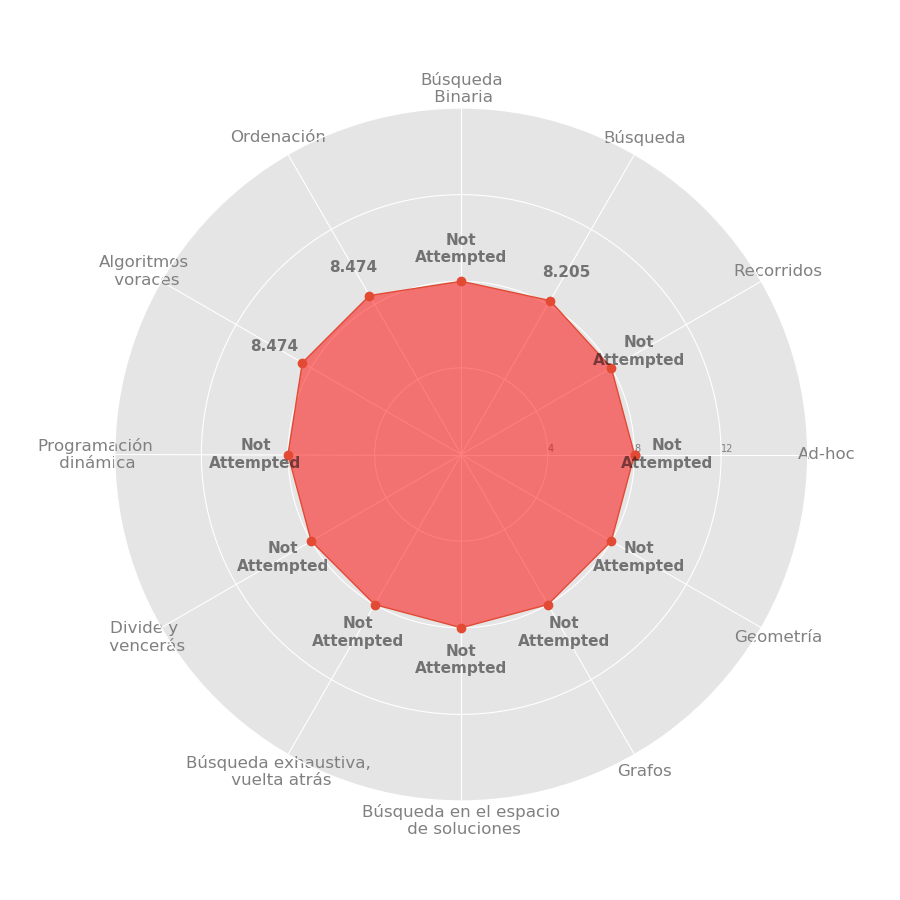 Búsqueda
Binaria
Ordenación
Búsqueda
Not
Attempted
Algoritmos
voraces
8.474
8.205
Recorridos
8.474
Not
Attempted
Programación
dinámica
Not
Attempted
4
8
Not
Attempted
12
Ad-hoc
Not
Attempted
Not
Attempted
Divide y
vencerás
Not
Attempted
Not
Attempted
Geometría
Not
Attempted
Búsqueda exhaustiva,
vuelta atrás
Grafos
Búsqueda en el espacio
de soluciones